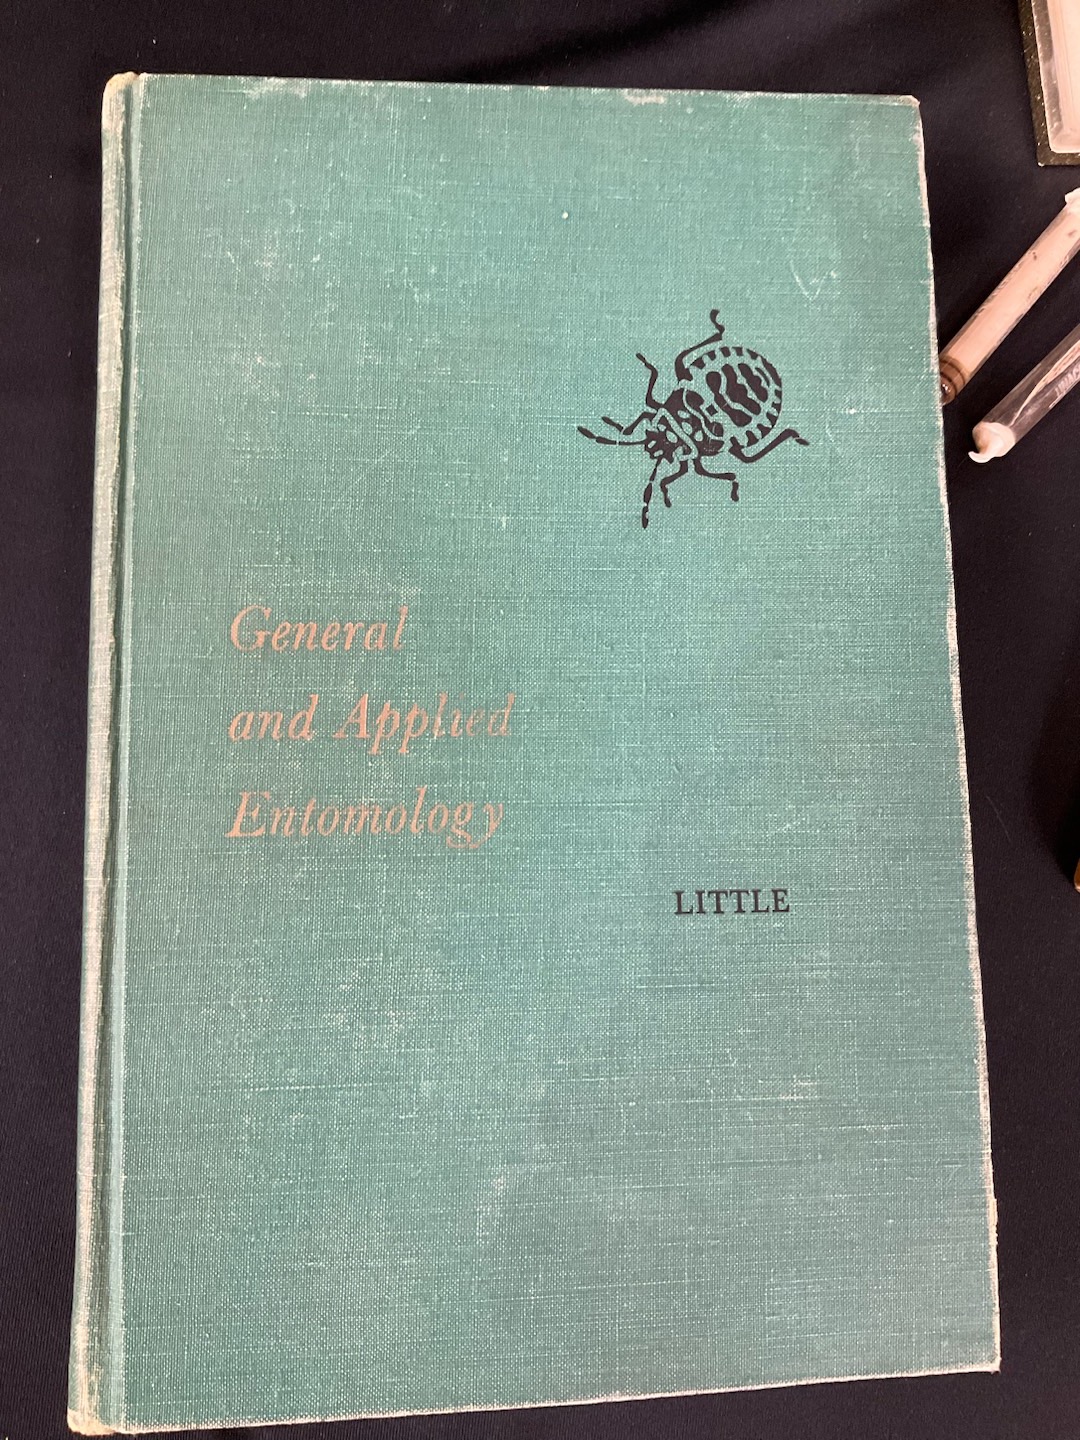 General
and Applied
Entomology
LITTLE